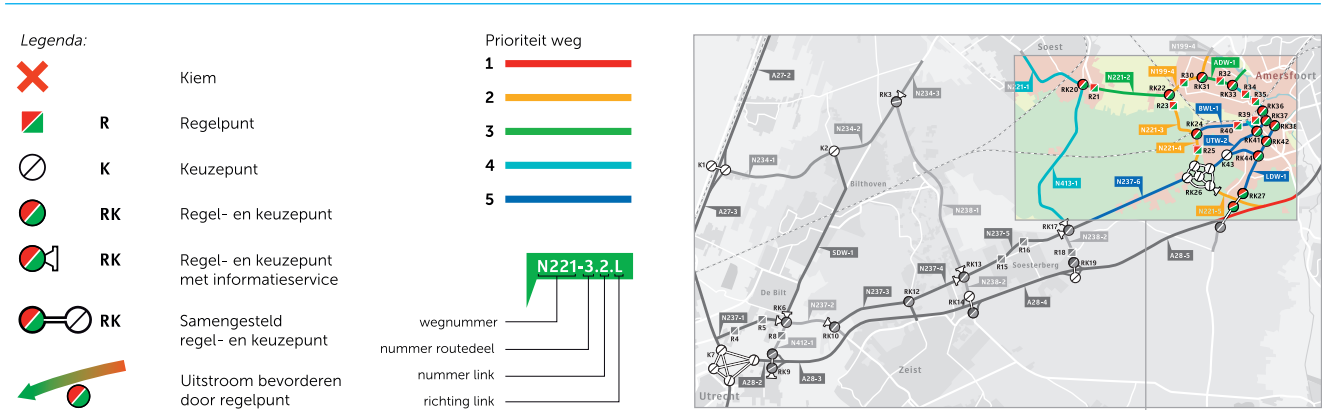 Legenda:
Kiem
R Regelpunt
K Keuzepunt
RK Regel- en keuzepunt
RK Regel- en keuzepunt
met informatieservice
RK Samengesteld
regel- en keuzepunt
Uitstroom bevorderen
door regelpunt
Prioriteit weg
1
2
3
4
5
N221-3.2.L
wegnummer
nummer routedeel
nummer link
richting link
Soest
N199-4
A27-2
N221-1
RK20
R21
N221-2
N199-4
R30
RK31
ADW-1
R32
RK33
R34
R35
Amersfoort
RK3
N234-3
RK22
R23
RK36
RK37
RK38
BWL-1
R39
R40
RK41
RK42
N221-3
RK24
N234-2
K2
N221-4
R25
UTW-2
K43
RK44
K1
N234-1
Bilthoven
N413-1
N237-6
RK26
LDW-1
RK27
N221-5
A27-3
N238-1
RK17
N238-2
N237-5
R16
R18
RK19
A28-5
SDW-1
RK13
R15
Soesterberg
N237-4
N238-2
De Bilt
RK6
N237-2
N237-3
RK12
RK14
A28-4
N237-1
R4
R5
R8
N412-1
RK10
K7
A28-2
RK9
A28-3
Zeist
Utrecht